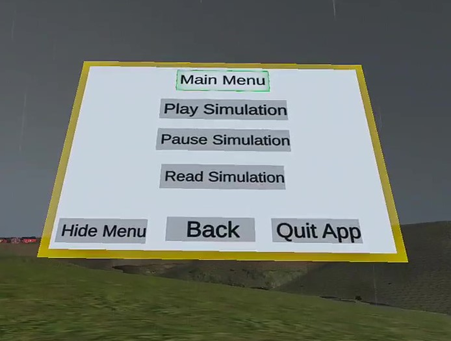 Main Menu
Play Simulation
Pause Simulation
Read Simulation
Hide Menu Back Quit App